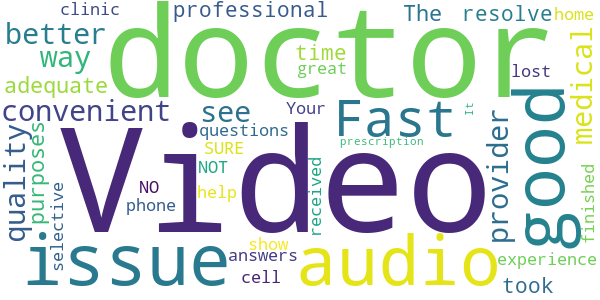 clinic
professional
The
resolve
home
better
doctor
way
time
great
medical
adequate
lost
convenient
see
Your
Fast
good
Video
questions
SURE
prescription
It
quality
purposes
NOT
provider
NO
help
received
phone
selective
finished
issue
show
audio
answers
experience
cell
took